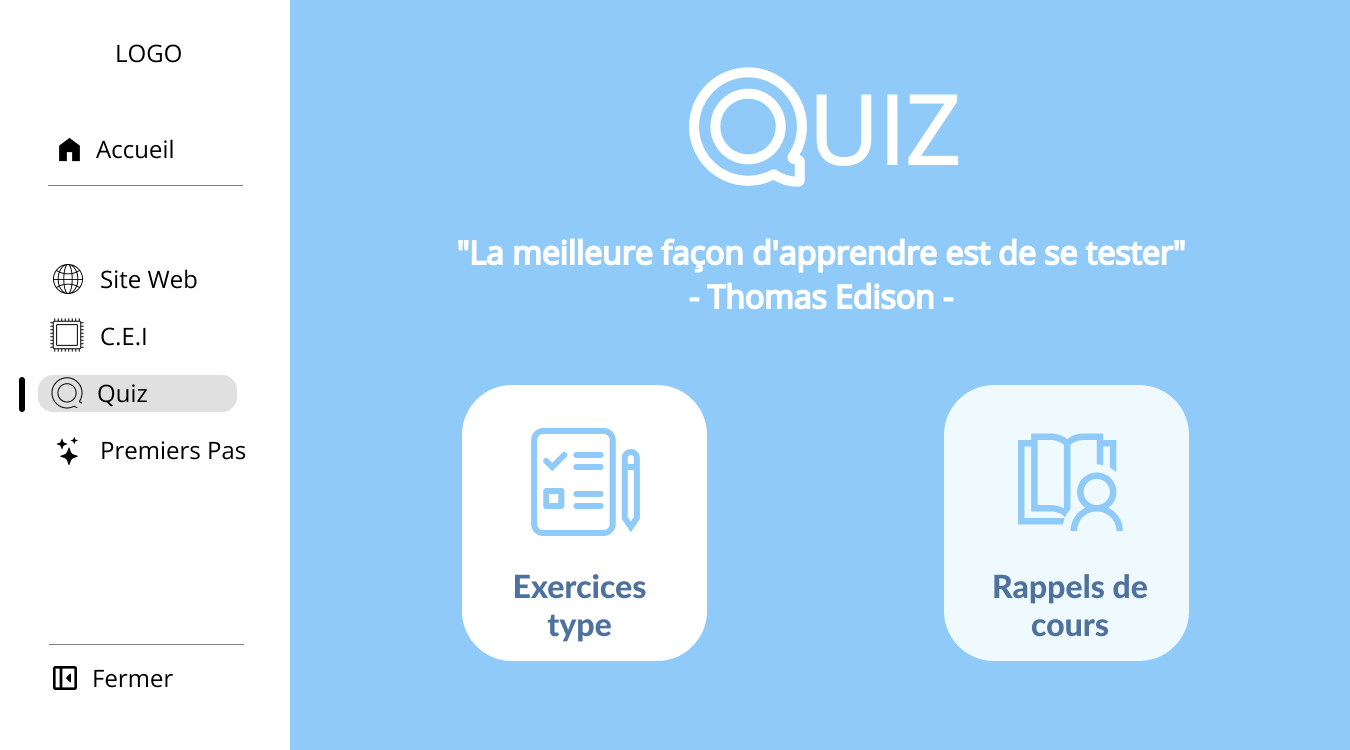 LOGO
Accueil
Site Web
C.E.I
Quiz
Premiers Pas
Fermer
QUIZ
"La meilleure façon d'apprendre est de se tester"
- Thomas Edison -
Exercices
type
Rappels de
cours